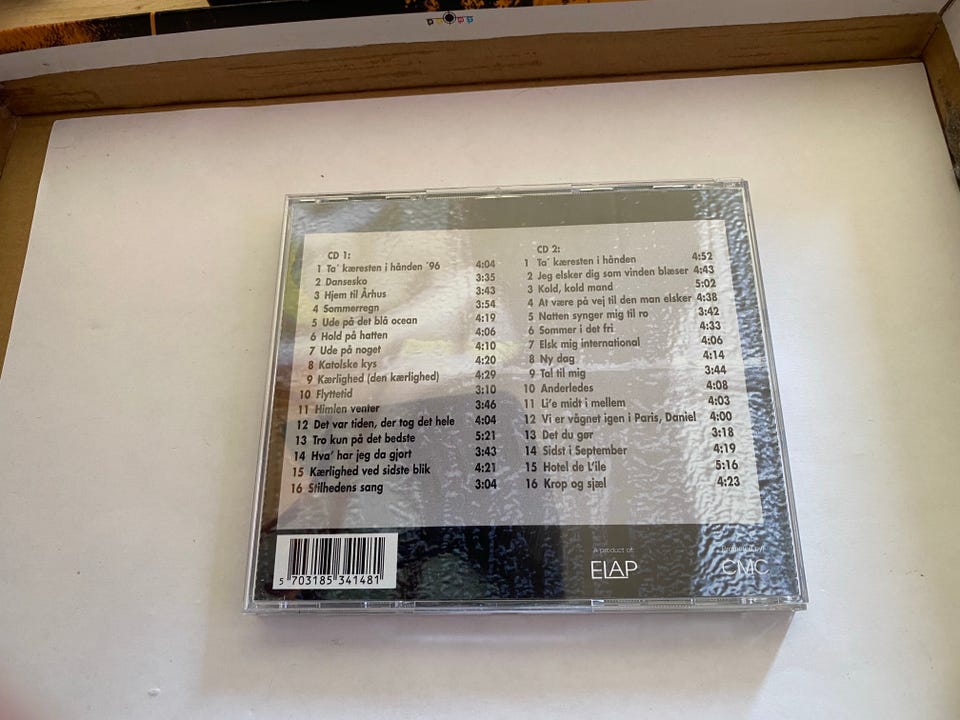 CD 1:
1 Ta´ kæresten i hånden ´96 4:04
2 Dansesko 3:35
3 Hjem til Århus 3:43
4 Sommerregn 3:54
5 Ude på det blå ocean 4:19
6 Hold på hatten 4:06
7 Ude på noget 4:10
8 Katolske kys 4:20
9 Kærlighed (den kærlighed) 4:29
10 Flyttetid 3:10
11 Himlen venter 3:46
12 Det var tiden, der tog det hele 4:04
13 Tro kun på det bedste 5:21
14 Hva' har jeg da gjort 3:43
15 Kærlighed ved sidste blik 4:21
16 Stilhedens sang 3:04
CD 2:
1 Ta´ kæresten i hånden 4:52
2 Jeg elsker dig som vinden blæser 4:43
3 Kold, kold mand 5:02
4 At være på vej til den man elsker 4:38
5 Natten synger mig til ro 3:42
6 Sommer i det fri 4:33
7 Elsk mig international 4:06
8 Ny dag 4:14
9 Tal til mig 3:44
10 Anderledes 4:08
11 Li'e midt i mellem 4:03
12 Vi er vågnet igen i Paris, Daniel 4:00
13 Det du gør 3:18
14 Sidst i September 4:19
15 Hotel de L'ile 5:16
16 Krop og sjæl 4:23
5 703185 341481
A product of:
ELAP
CMC